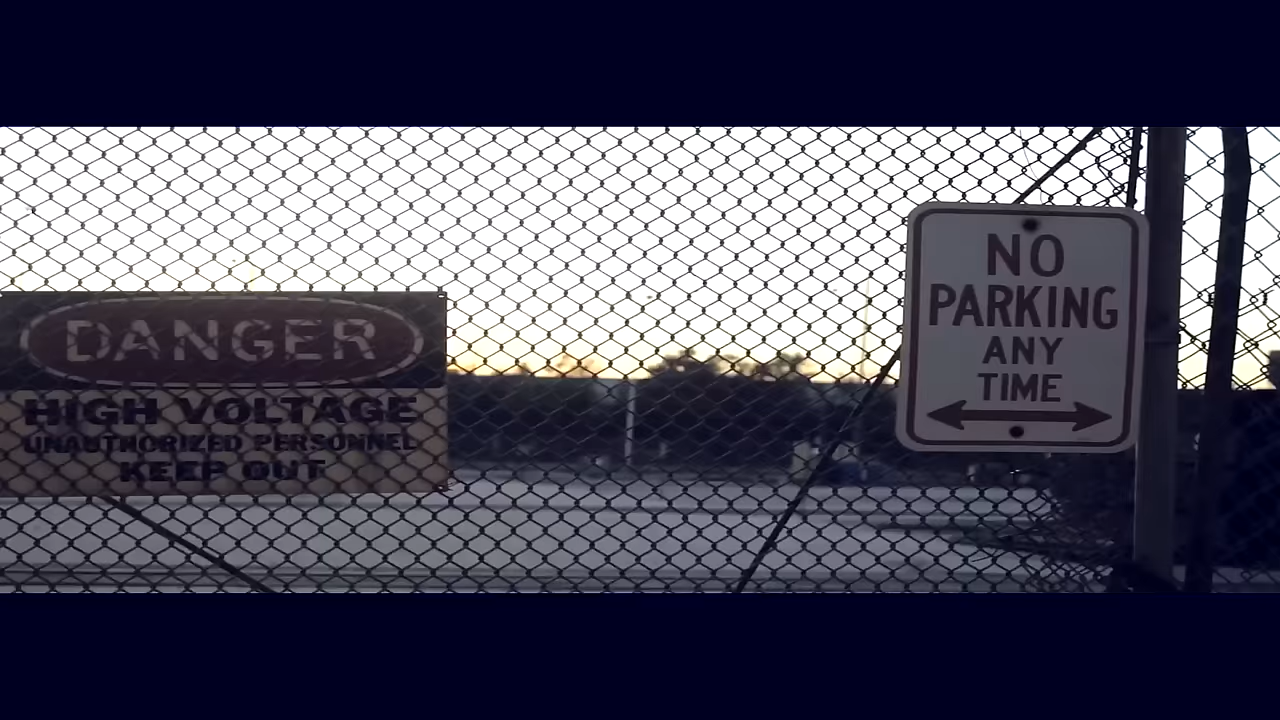 DANGER
HIGH VOLTAGE
UNAUTHORIZED PERSONNEL
KEEP OUT
NO
PARKING
ANY
TIME